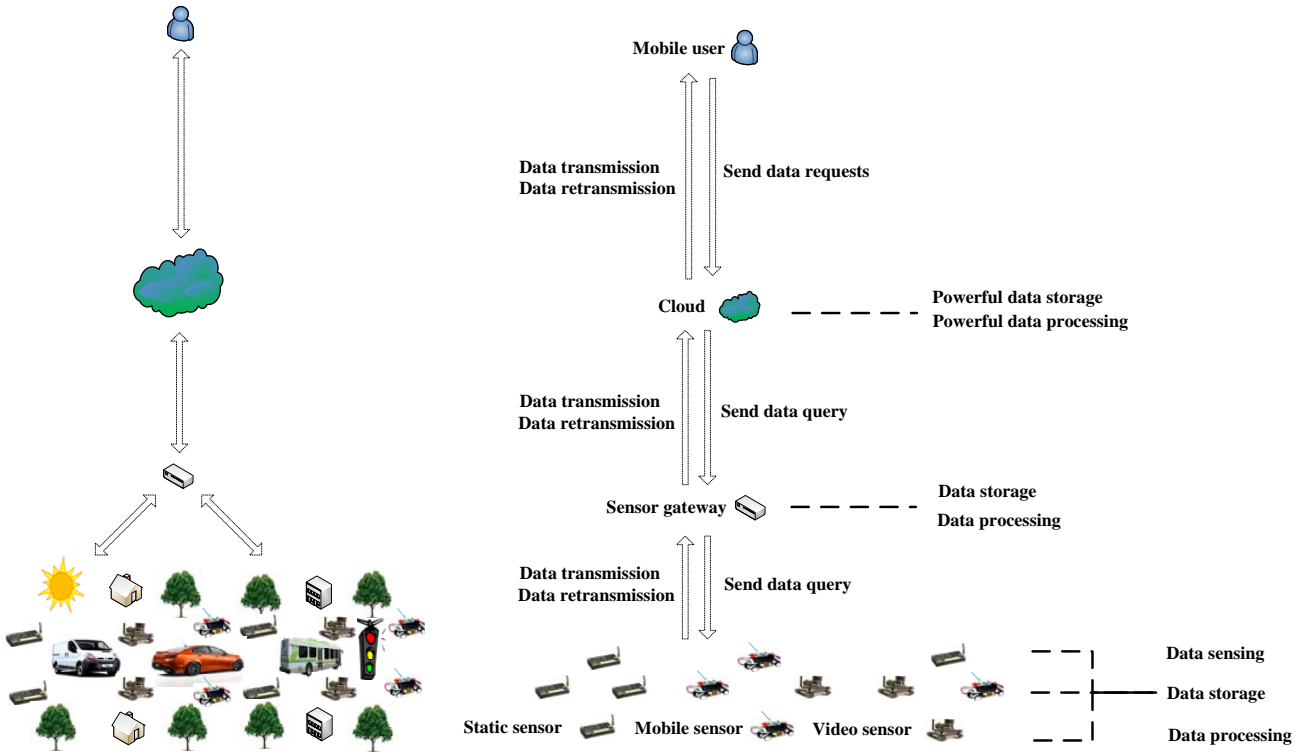 Mobile user
Data transmission
Data retransmission
Send data requests
Cloud
Powerful data storage
Powerful data processing
Data transmission
Data retransmission
Send data query
Sensor gateway
Data storage
Data processing
Data transmission
Data retransmission
Send data query
Data sensing
Data storage
Static sensor
Mobile sensor
Video sensor
Data processing